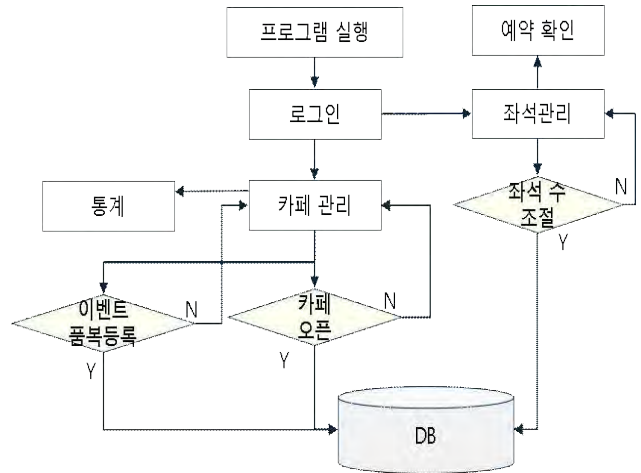 프로그램 실행
예약 확인
로그인
좌석관리
통계
카페 관리
좌석 수
조절
N
Y
이벤트
품복등록
N
Y
카페
오픈
N
Y
DB